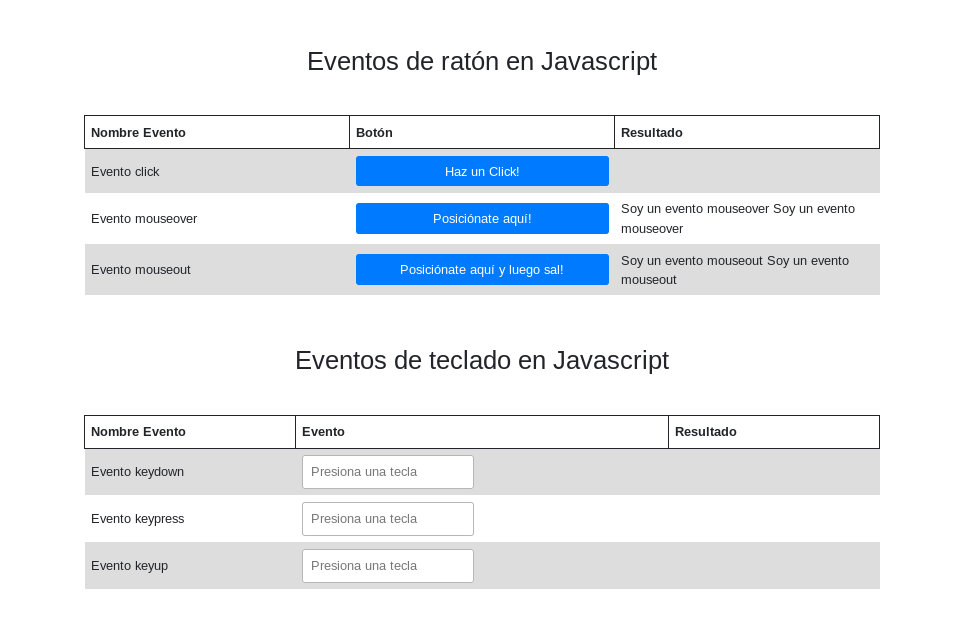 Eventos de ratón en Javascript
Nombre Evento Botón Resultado
Evento click Haz un Click!
Evento mouseover Posiciónate aquí! Soy un evento mouseover Soy un evento
mouseover
Evento mouseout Posiciónate aquí y luego sal! Soy un evento mouseout Soy un evento
mouseout
Eventos de teclado en Javascript
Nombre Evento Evento Resultado
Evento keydown Presiona una tecla
Evento keypress Presiona una tecla
Evento keyup Presiona una tecla